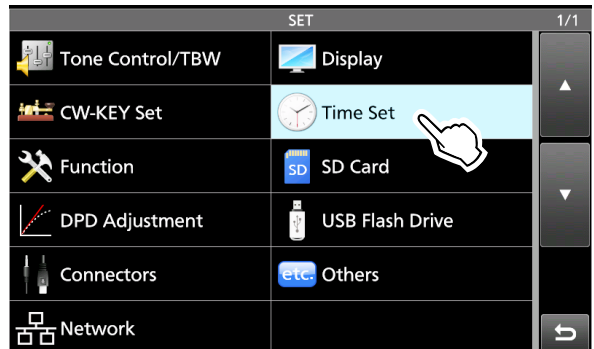 SET 1/1
Tone Control/TBW
Display
CW-KEY Set
Time Set
Function
SD
SD Card
DPD Adjustment
USB Flash Drive
Connectors
etc.
Others
Network